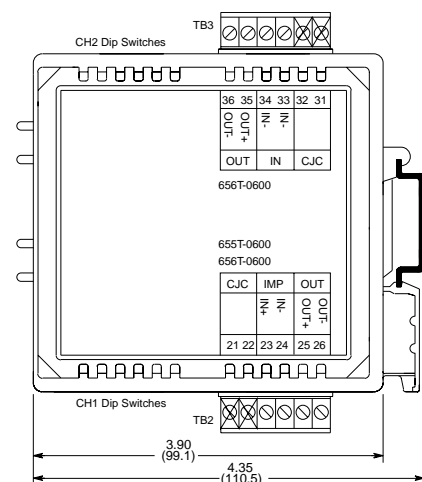 TB3
CH2 Dip Switches
36 35 34 33 32 31
OUT- OUT+ IN- IN-
OUT IN CJC
656T-0600
655T-0600
656T-0600
CJC IMP OUT
IN+ IN- OUT+ OUT-
21 22 23 24 25 26
CH1 Dip Switches
TB2
3.90
(99.1)
4.35
(110.5)